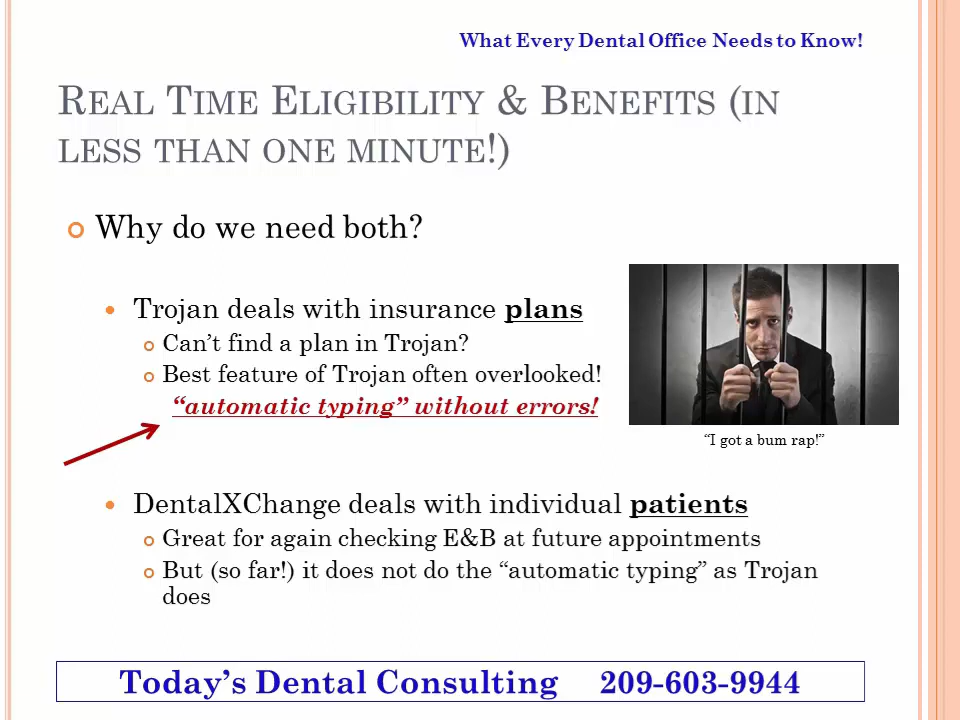 What Every Dental Office Needs to Know!
REAL TIME ELIGIBILITY & BENEFITS (IN
LESS THAN ONE MINUTE!)
Why do we need both?
Trojan deals with insurance plans
Can't find a plan in Trojan?
Best feature of Trojan often overlooked!
“automatic typing” without errors!
“I got a bum rap!”
DentalXChange deals with individual patients
Great for again checking E&B at future appointments
But (so far!) it does not do the “automatic typing” as Trojan
does
Today’s Dental Consulting 209-603-9944